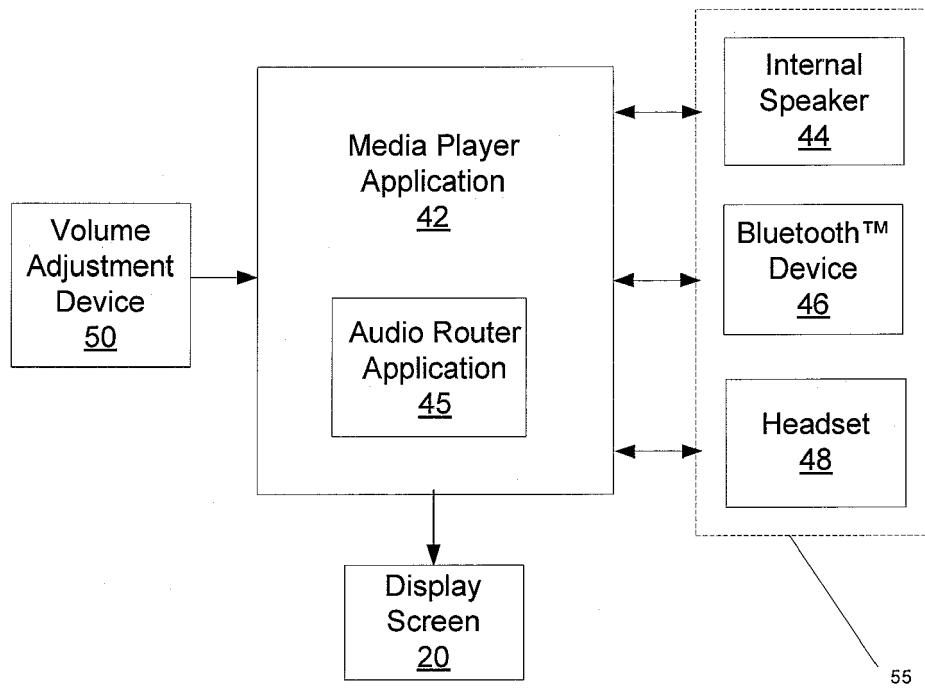 Volume
Adjustment
Device
50
Media Player
Application
42
Audio Router
Application
45
Display
Screen
20
Internal
Speaker
44
Bluetooth™
Device
46
Headset
48
55